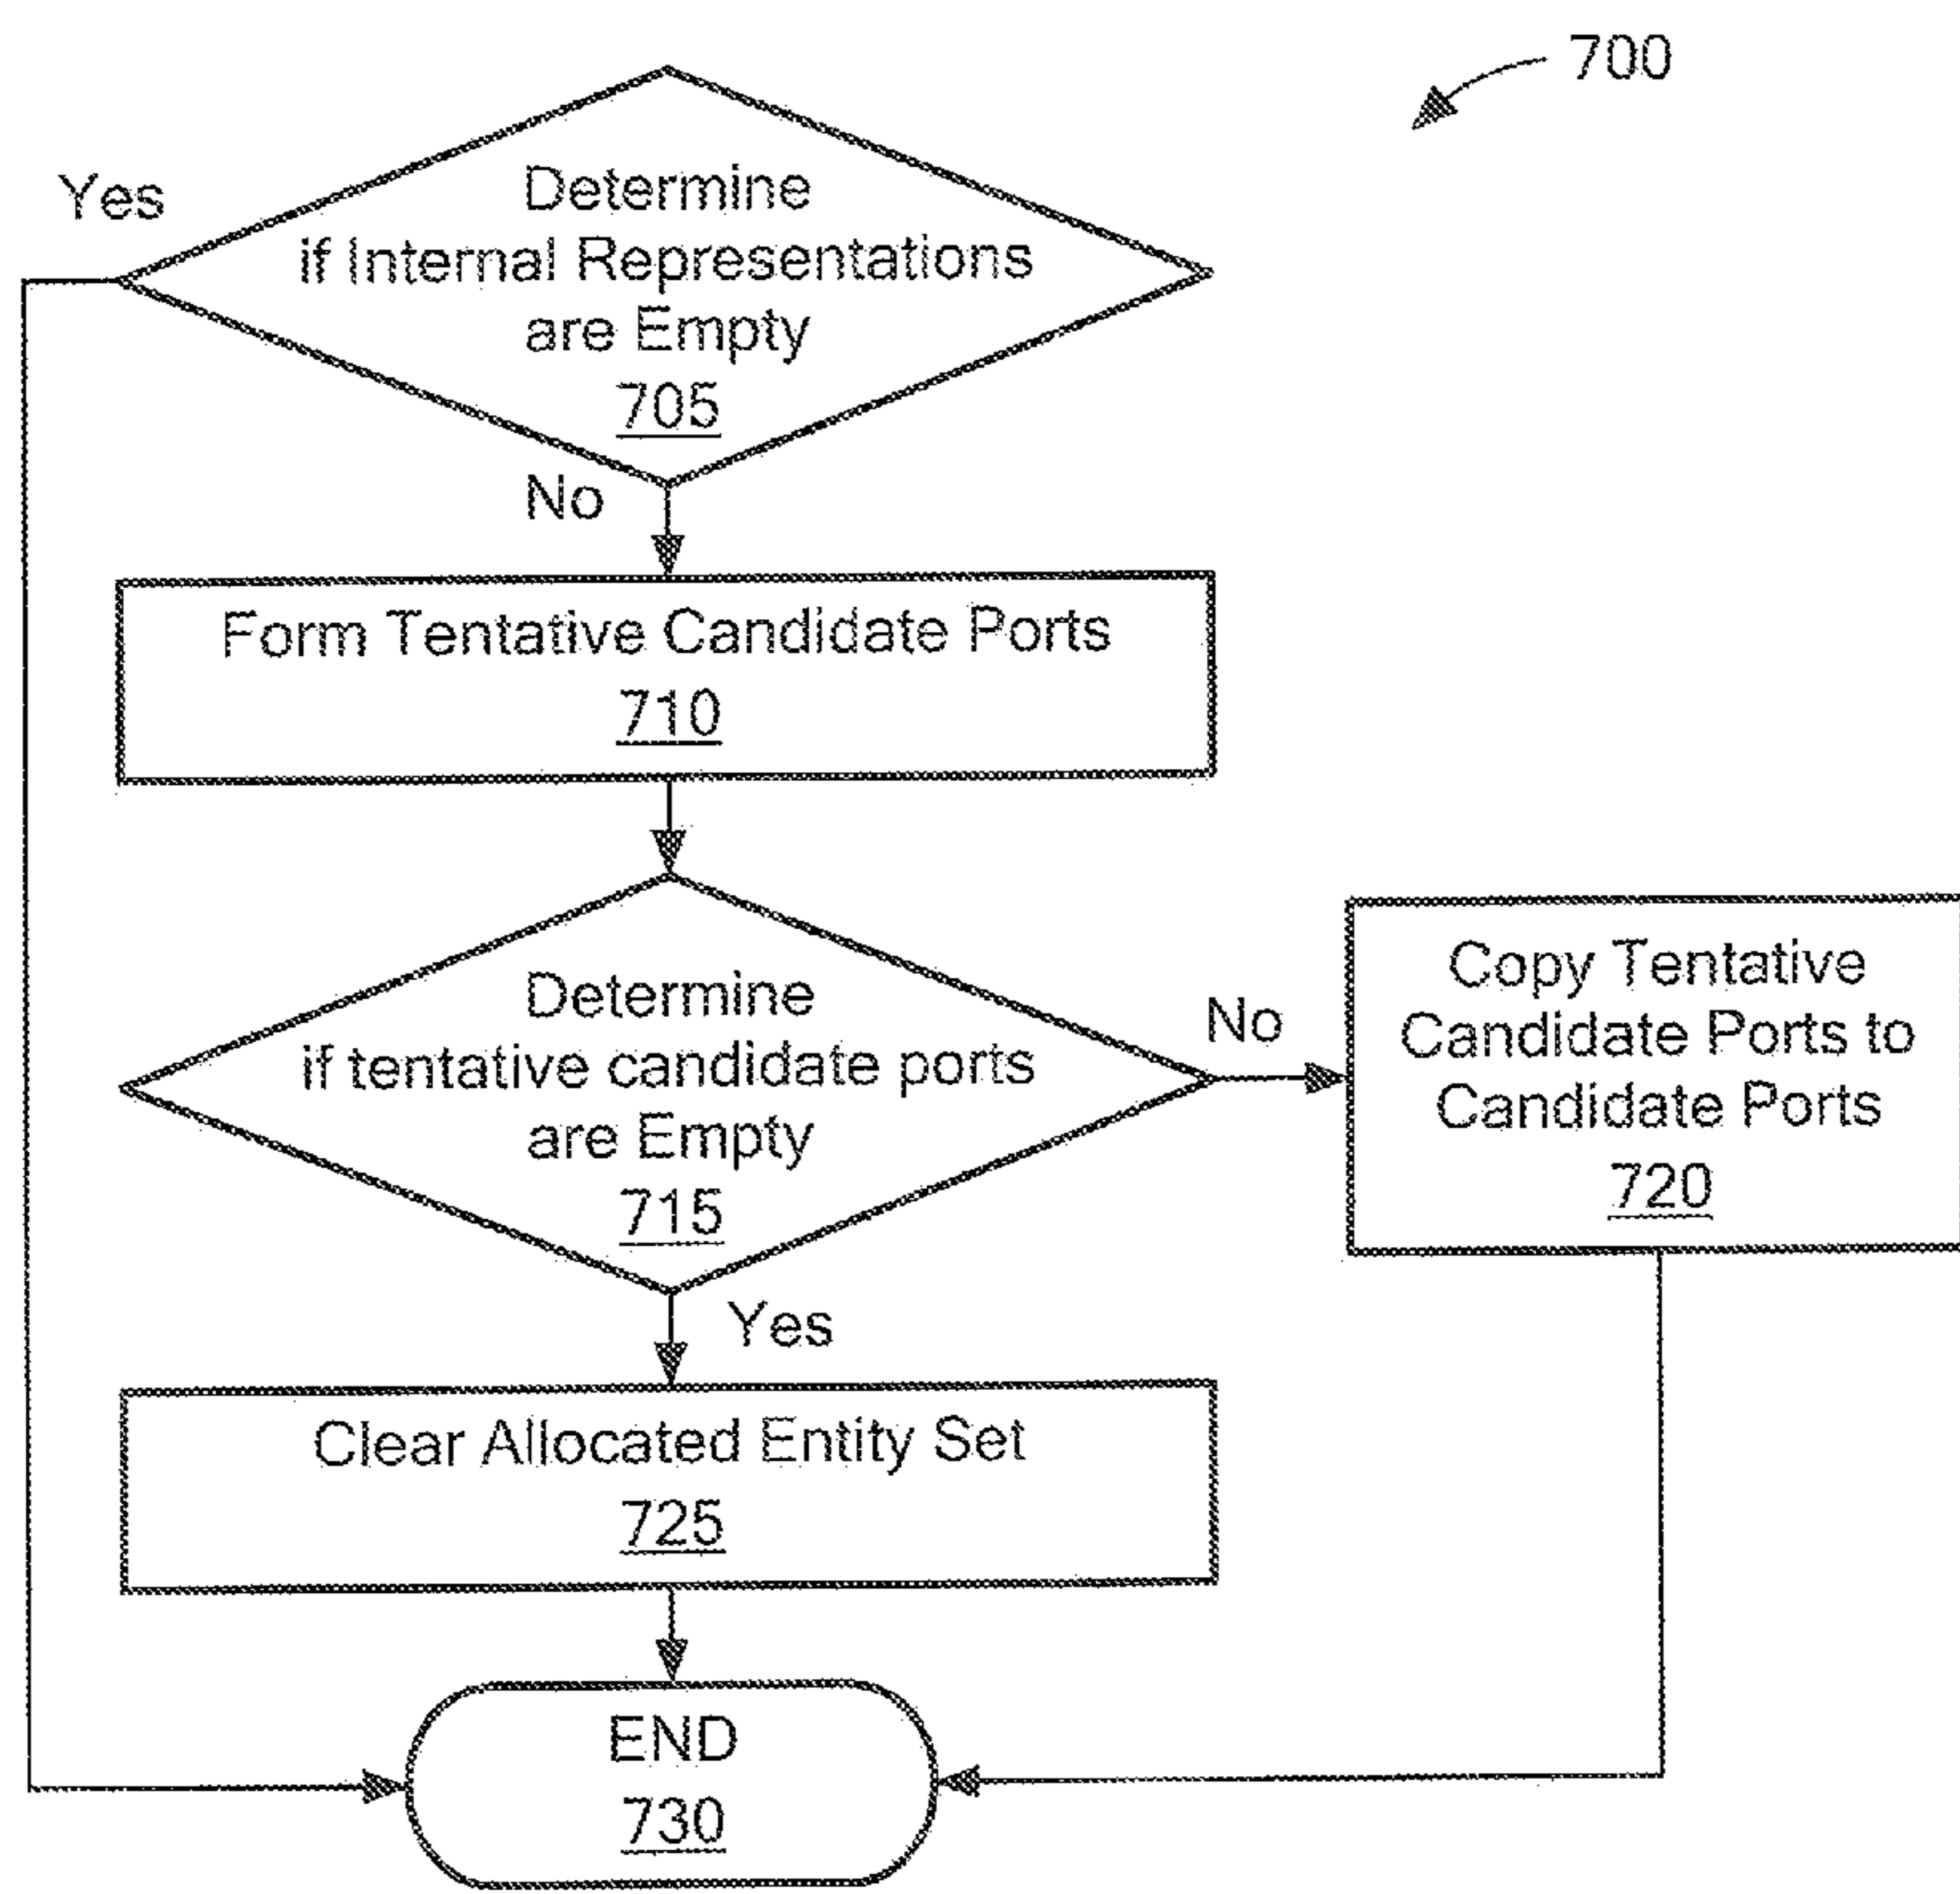 700
Yes
Determine
if Internal Representations
are Empty
705
No
Form Tentative Candidate Ports
710
Determine
if tentative candidate ports
are Empty
715
No
Copy Tentative
Candidate Ports to
Candidate Ports
720
Yes
Clear Allocated Entity Set
725
END
730